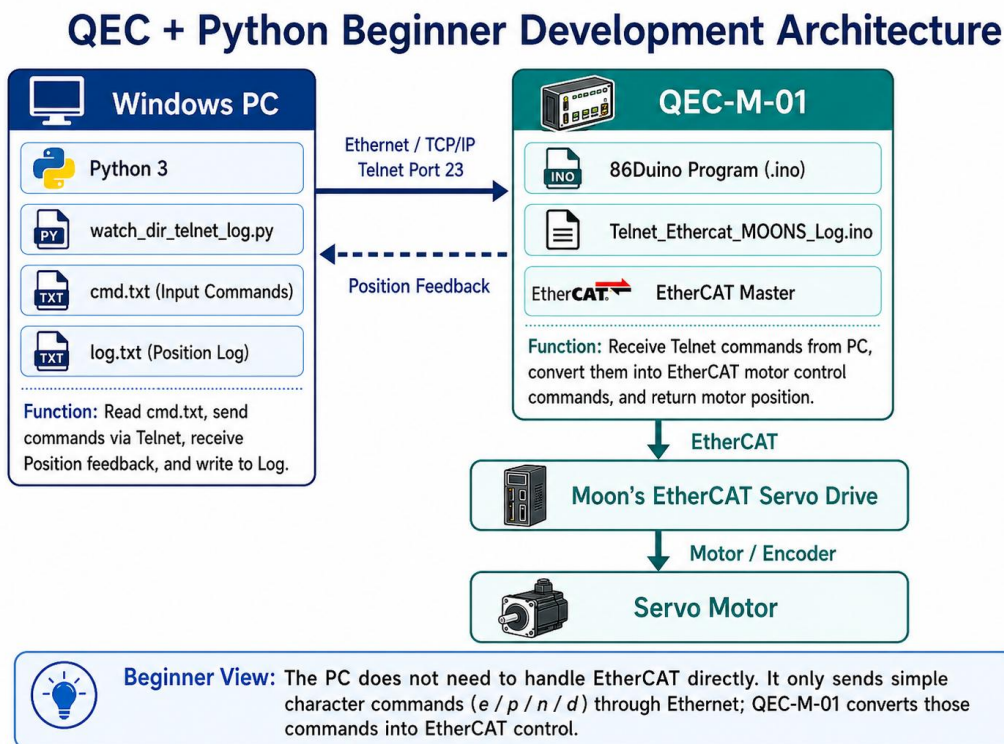 QEC + Python Beginner Development Architecture
Windows PC
Python 3
PY
watch_dir_telnet_log.py
TXT
cmd.txt (Input Commands)
TXT
log.txt (Position Log)
Function: Read cmd.txt, send
commands via Telnet, receive
Position feedback, and write to Log.
Ethernet / TCP/IP
Telnet Port 23
Position Feedback
QEC-M-01
INO
86Duino Program (.ino)
Telnet_Ethercat_MOONS_Log.ino
EtherCAT
EtherCAT Master
Function: Receive Telnet commands from PC,
convert them into EtherCAT motor control
commands, and return motor position.
EtherCAT
Moon's EtherCAT Servo Drive
Motor / Encoder
Servo Motor
Beginner View: The PC does not need to handle EtherCAT directly. It only sends simple
character commands (e / p / n / d) through Ethernet; QEC-M-01 converts those
commands into EtherCAT control.